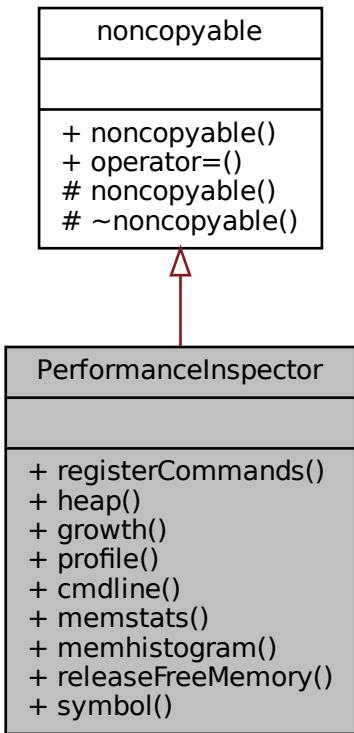 noncopyable
+ noncopyable()
+ operator=()
# noncopyable()
# ~noncopyable()
PerformanceInspector
+ registerCommands()
+ heap()
+ growth()
+ profile()
+ cmdline()
+ memstats()
+ memhistogram()
+ releaseFreeMemory()
+ symbol()